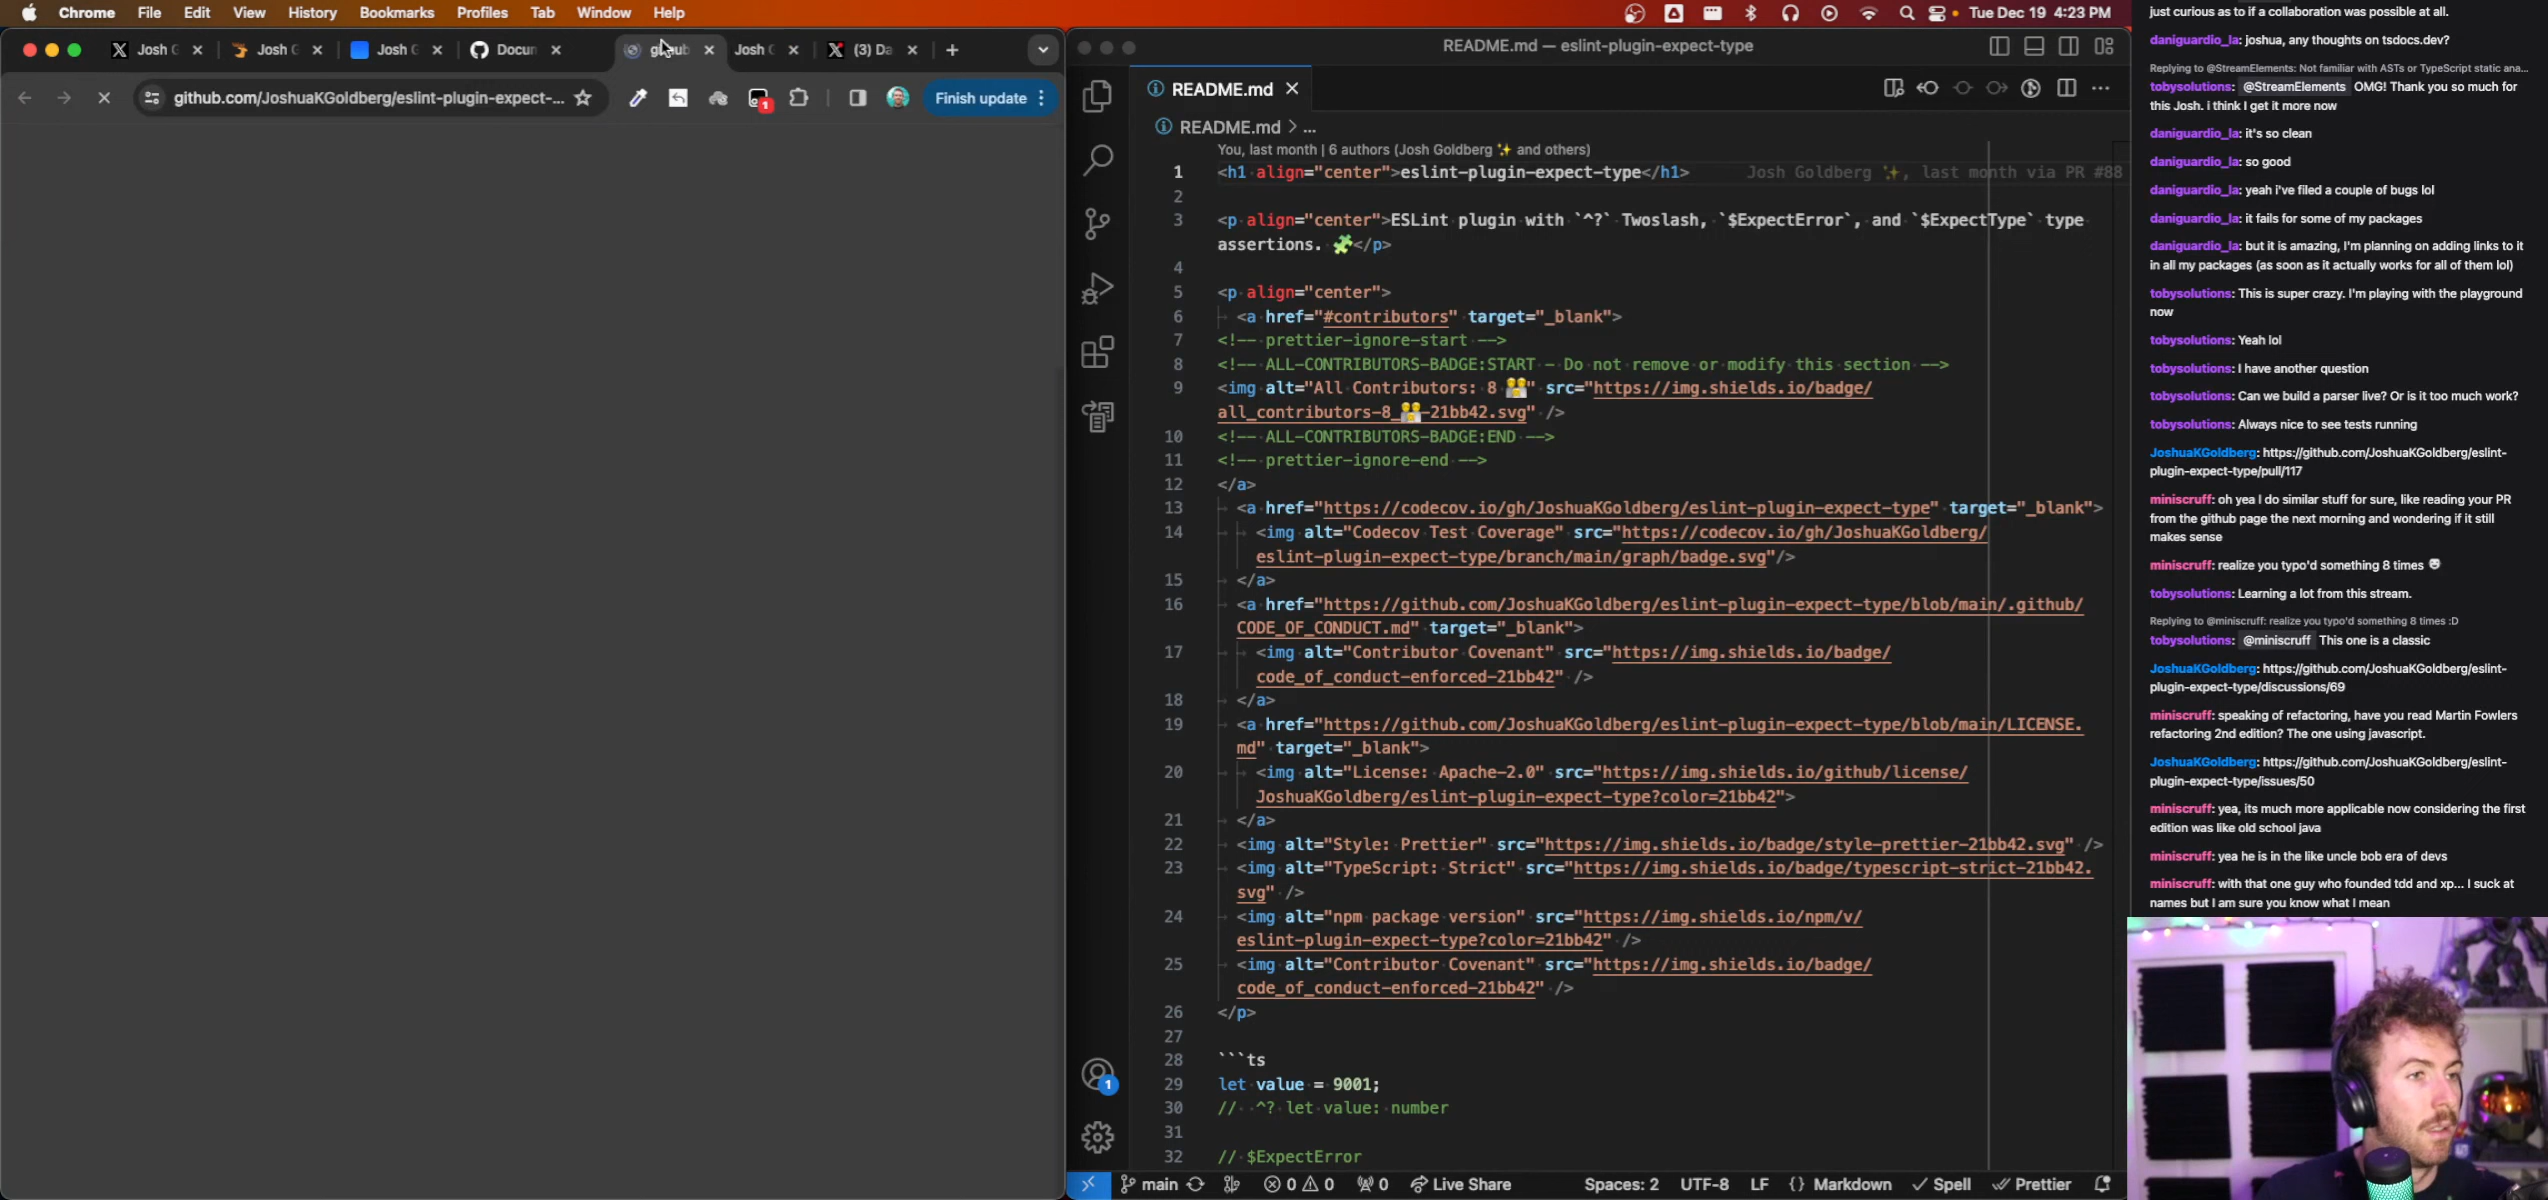 Chrome File Edit View History Bookmarks Profiles Tab Window Help
Tue Dec 19 4:23 PM
Josh G
Josh G
Josh G
Docum
github
Josh G
(3) Da
github.com/JoshuaKGoldberg/eslint-plugin-expect-...
1
Finish update
README.md — eslint-plugin-expect-type
README.md
README.md > ...
You, last month | 6 authors (Josh Goldberg ✨ and others)
1 <h1 align="center">eslint-plugin-expect-type</h1> Josh Goldberg ✨, last month via PR #88
2
3 <p align="center">ESLint plugin with `^?` Twoslash, `$ExpectError`, and `$ExpectType` type
assertions. 🧩</p>
4
5 <p align="center">
6 <a href="#contributors" target="_blank">
7 <!-- prettier-ignore-start -->
8 <!-- ALL-CONTRIBUTORS-BADGE:START - Do not remove or modify this section -->
9 <img alt="All Contributors: 8 👯" src="https://img.shields.io/badge/
all_contributors-8_👯-21bb42.svg" />
10 <!-- ALL-CONTRIBUTORS-BADGE:END -->
11 <!-- prettier-ignore-end -->
12 </a>
13 <a href="https://codecov.io/gh/JoshuaKGoldberg/eslint-plugin-expect-type" target="_blank">
14 <img alt="Codecov Test Coverage" src="https://codecov.io/gh/JoshuaKGoldberg/
eslint-plugin-expect-type/branch/main/graph/badge.svg"/>
15 </a>
16 <a href="https://github.com/JoshuaKGoldberg/eslint-plugin-expect-type/blob/main/.github/
CODE_OF_CONDUCT.md" target="_blank">
17 <img alt="Contributor Covenant" src="https://img.shields.io/badge/
code_of_conduct-enforced-21bb42" />
18 </a>
19 <a href="https://github.com/JoshuaKGoldberg/eslint-plugin-expect-type/blob/main/LICENSE.
md" target="_blank">
20 <img alt="License: Apache-2.0" src="https://img.shields.io/github/license/
JoshuaKGoldberg/eslint-plugin-expect-type?color=21bb42">
21 </a>
22 <img alt="Style: Prettier" src="https://img.shields.io/badge/style-prettier-21bb42.svg" />
23 <img alt="TypeScript: Strict" src="https://img.shields.io/badge/typescript-strict-21bb42.
svg" />
24 <img alt="npm package version" src="https://img.shields.io/npm/v/
eslint-plugin-expect-type?color=21bb42" />
25 <img alt="Contributor Covenant" src="https://img.shields.io/badge/
code_of_conduct-enforced-21bb42" />
26 </p>
27
28 ```ts
29 let value = 9001;
30 // ^? let value: number
31
32 // $ExpectError
1
main 0 0 0 Live Share Spaces: 2 UTF-8 LF {} Markdown Spell Prettier
just curious as to if a collaboration was possible at all.
daniguardio_la: joshua, any thoughts on tsdocs.dev?
Replying to @StreamElements: Not familiar with ASTs or TypeScript static ana...
tobysolutions: @StreamElements OMG! Thank you so much for
this Josh. i think I get it more now
daniguardio_la: it's so clean
daniguardio_la: so good
daniguardio_la: yeah i've filed a couple of bugs lol
daniguardio_la: it fails for some of my packages
daniguardio_la: but it is amazing, I'm planning on adding links to it
in all my packages (as soon as it actually works for all of them lol)
tobysolutions: This is super crazy. I'm playing with the playground
now
tobysolutions: Yeah lol
tobysolutions: I have another question
tobysolutions: Can we build a parser live? Or is it too much work?
tobysolutions: Always nice to see tests running
JoshuaKGoldberg: https://github.com/JoshuaKGoldberg/eslint-
plugin-expect-type/pull/117
miniscruff: oh yea I do similar stuff for sure, like reading your PR
from the github page the next morning and wondering if it still
makes sense
miniscruff: realize you typo'd something 8 times
tobysolutions: Learning a lot from this stream.
Replying to @miniscruff: realize you typo'd something 8 times :D
tobysolutions: @miniscruff This one is a classic
JoshuaKGoldberg: https://github.com/JoshuaKGoldberg/eslint-
plugin-expect-type/discussions/69
miniscruff: speaking of refactoring, have you read Martin Fowlers
refactoring 2nd edition? The one using javascript.
JoshuaKGoldberg: https://github.com/JoshuaKGoldberg/eslint-
plugin-expect-type/issues/50
miniscruff: yea, its much more applicable now considering the first
edition was like old school java
miniscruff: yea he is in the like uncle bob era of devs
miniscruff: with that one guy who founded tdd and xp... I suck at
names but I am sure you know what I mean